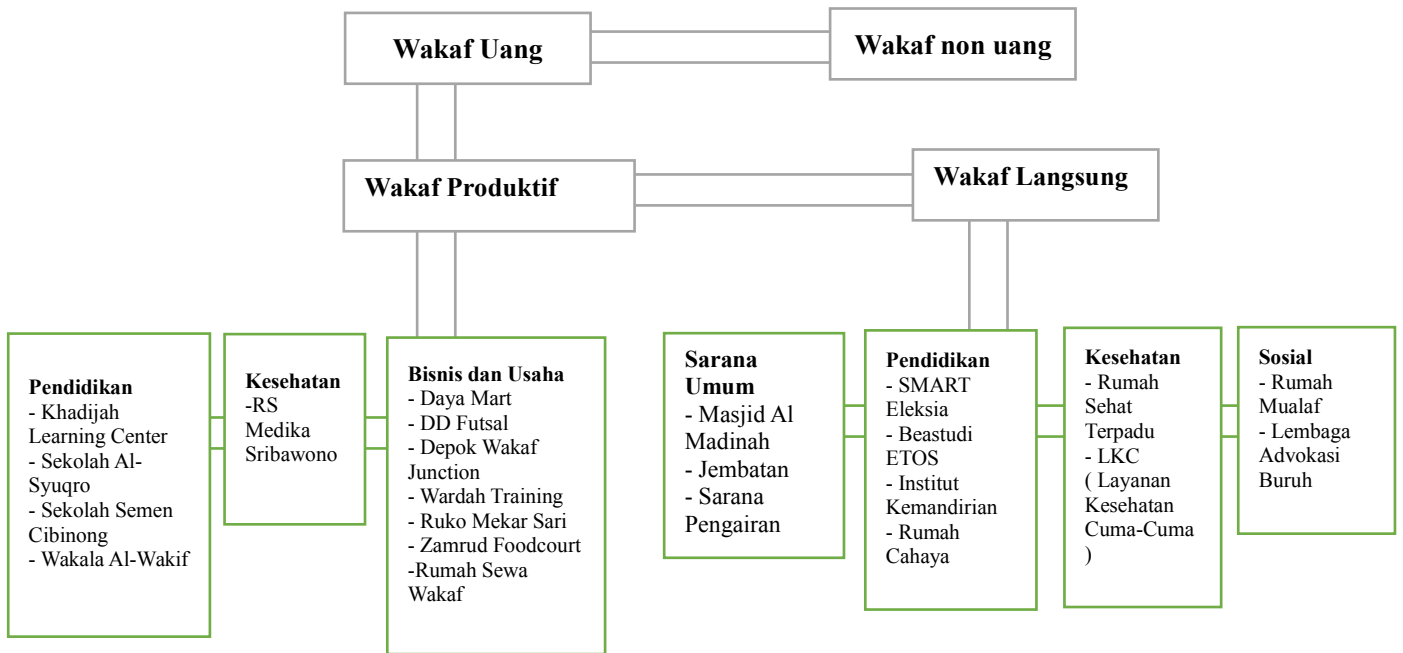 Wakaf Uang
Wakaf non uang
Wakaf Produktif
Wakaf Langsung
Pendidikan
- Khadijah
Learning Center
- Sekolah Al-
Syuqro
- Sekolah Semen
Cibinong
- Wakala Al-Wakif
Kesehatan
-RS
Medika
Sribawono
Bisnis dan Usaha
- Daya Mart
- DD Futsal
- Depok Wakaf
Junction
- Wardah Training
- Ruko Mekar Sari
- Zamrud Foodcourt
-Rumah Sewa
Wakaf
Sarana
Umum
- Masjid Al
Madinah
- Jembatan
- Sarana
Pengairan
Pendidikan
- SMART
Eleksia
- Beastudi
ETOS
- Institut
Kemandirian
- Rumah
Cahaya
Kesehatan
- Rumah
Sehat
Terpadu
- LKC
( Layanan
Kesehatan
Cuma-Cuma
)
Sosial
- Rumah
Mualaf
- Lembaga
Advokasi
Buruh